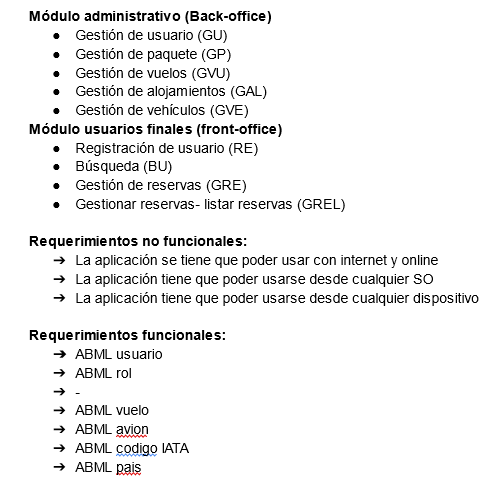 Módulo administrativo (Back-office)
● Gestión de usuario (GU)
● Gestión de paquete (GP)
● Gestión de vuelos (GVU)
● Gestión de alojamientos (GAL)
● Gestión de vehículos (GVE)
Módulo usuarios finales (front-office)
● Registración de usuario (RE)
● Búsqueda (BU)
● Gestión de reservas (GRE)
● Gestionar reservas- listar reservas (GREL)
Requerimientos no funcionales:
➔ La aplicación se tiene que poder usar con internet y online
➔ La aplicación tiene que poder usarse desde cualquier SO
➔ La aplicación tiene que poder usarse desde cualquier dispositivo
Requerimientos funcionales:
➔ ABML usuario
➔ ABML rol
➔ -
➔ ABML vuelo
➔ ABML avion
➔ ABML codigo IATA
➔ ABML pais